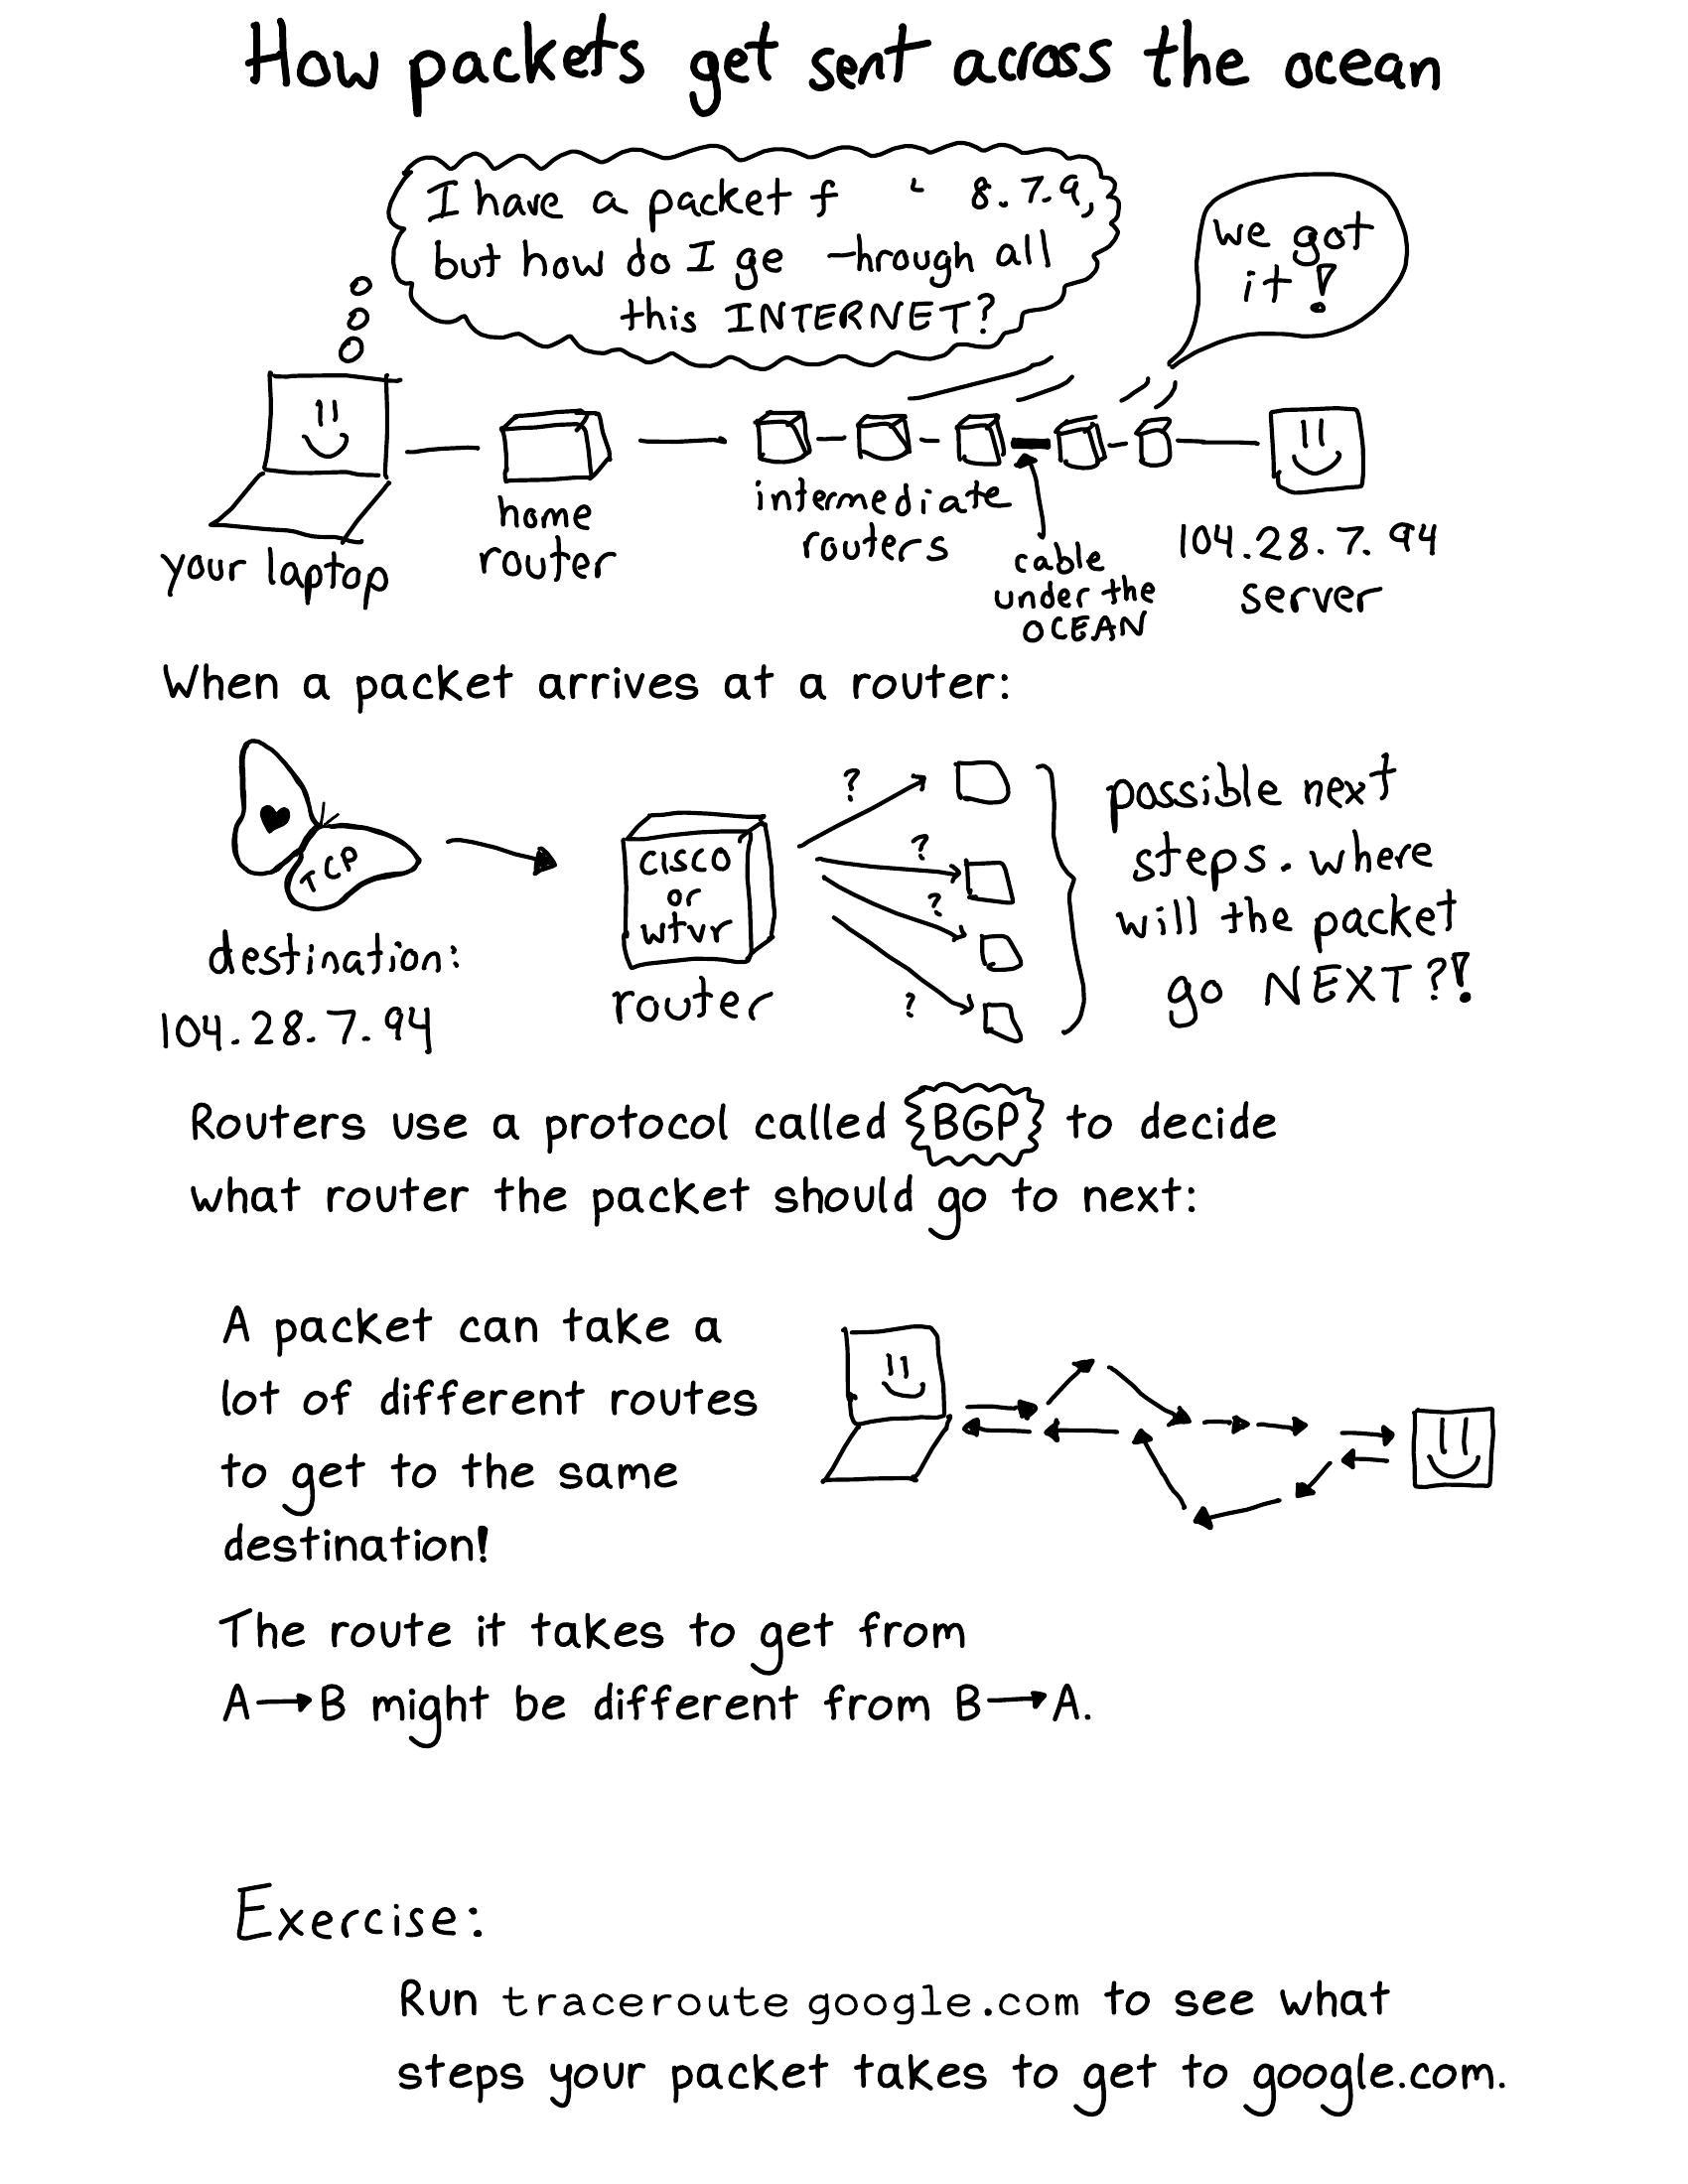 How packets get sent across the ocean
I have a packet f 8.7.9,
but how do I ge hrough all
this INTERNET?
we got
it!
your laptop
home
router
intermediate
routers
cable
under the
OCEAN
104.28.7.94
server
When a packet arrives at a router:
TCP
destination:
104.28.7.94
CISCO
or
wtvr
router
?
?
?
?
possible next
steps. where
will the packet
go NEXT?!
Routers use a protocol called BGP to decide
what router the packet should go to next:
A packet can take a
lot of different routes
to get to the same
destination!
The route it takes to get from
A→B might be different from B→A.
Exercise:
Run traceroute google.com to see what
steps your packet takes to get to google.com.